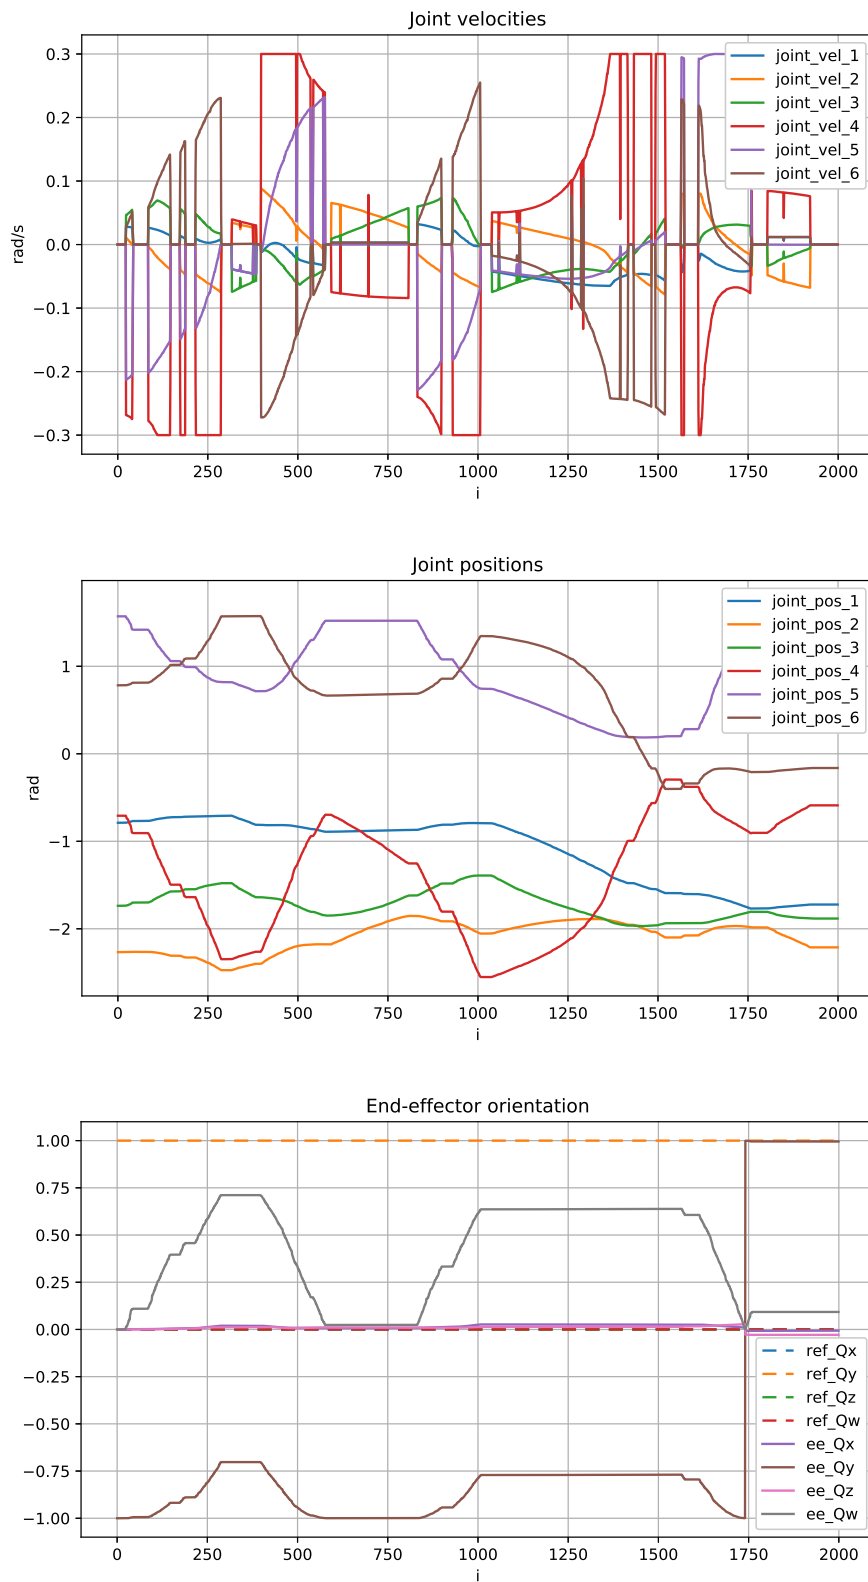 Joint velocities
0.3
0.2
0.1
0.0
−0.1
−0.2
−0.3
rad/s
joint_vel_1
joint_vel_2
joint_vel_3
joint_vel_4
joint_vel_5
joint_vel_6
0 250 500 750 1000 1250 1500 1750 2000
i
Joint positions
1
0
−1
−2
rad
joint_pos_1
joint_pos_2
joint_pos_3
joint_pos_4
joint_pos_5
joint_pos_6
0 250 500 750 1000 1250 1500 1750 2000
i
End-effector orientation
1.00
0.75
0.50
0.25
0.00
−0.25
−0.50
−0.75
−1.00
ref_Qx
ref_Qy
ref_Qz
ref_Qw
ee_Qx
ee_Qy
ee_Qz
ee_Qw
0 250 500 750 1000 1250 1500 1750 2000
i